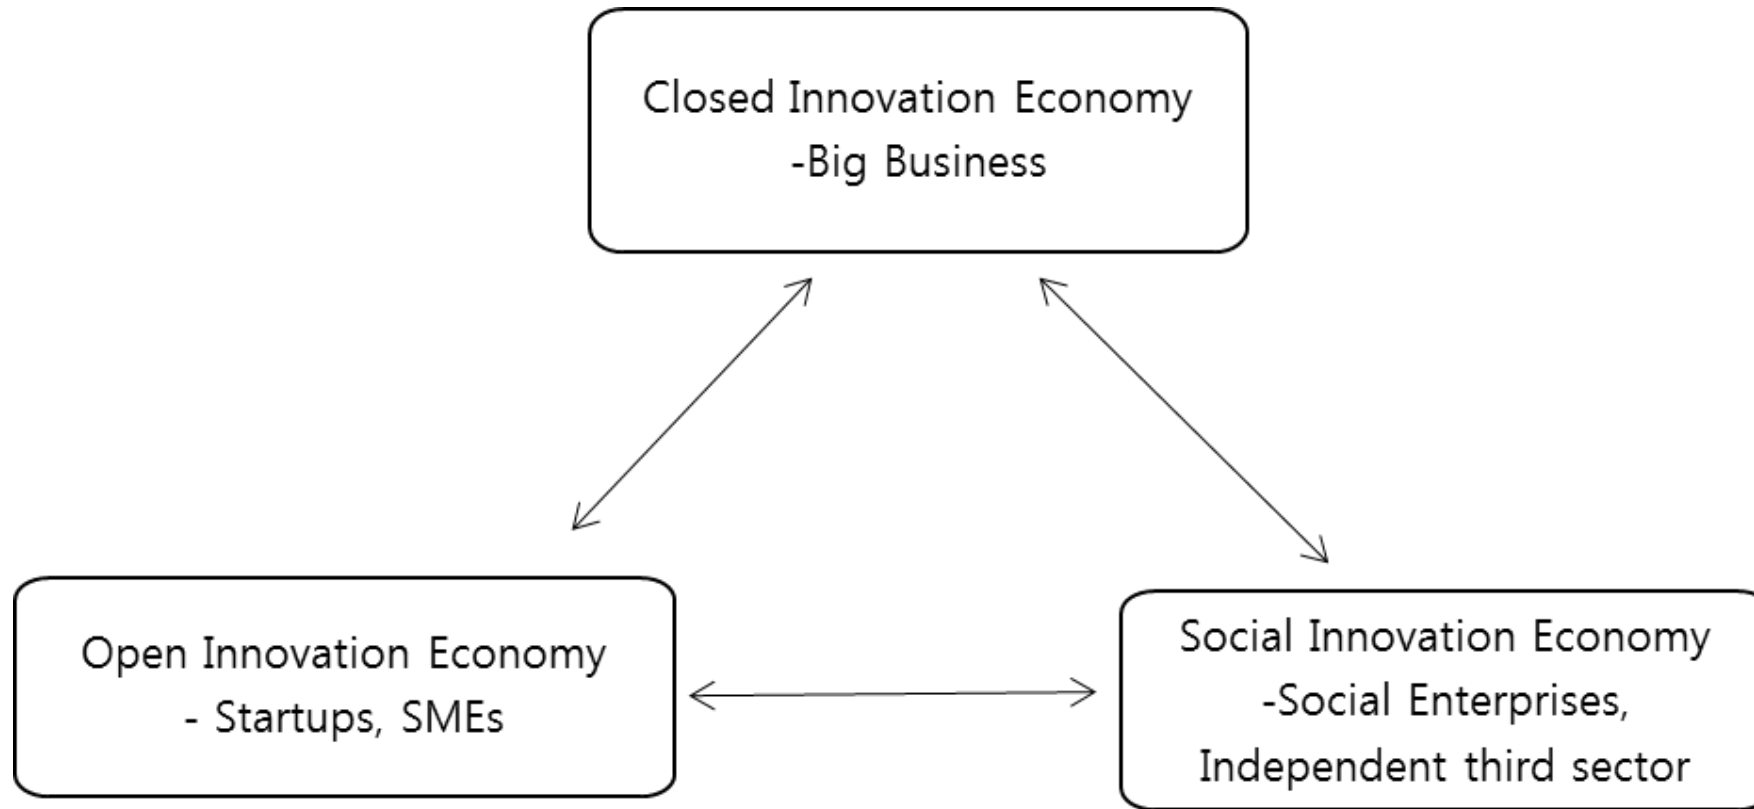 Closed Innovation Economy
-Big Business
Open Innovation Economy
- Startups, SMEs
Social Innovation Economy
-Social Enterprises,
Independent third sector